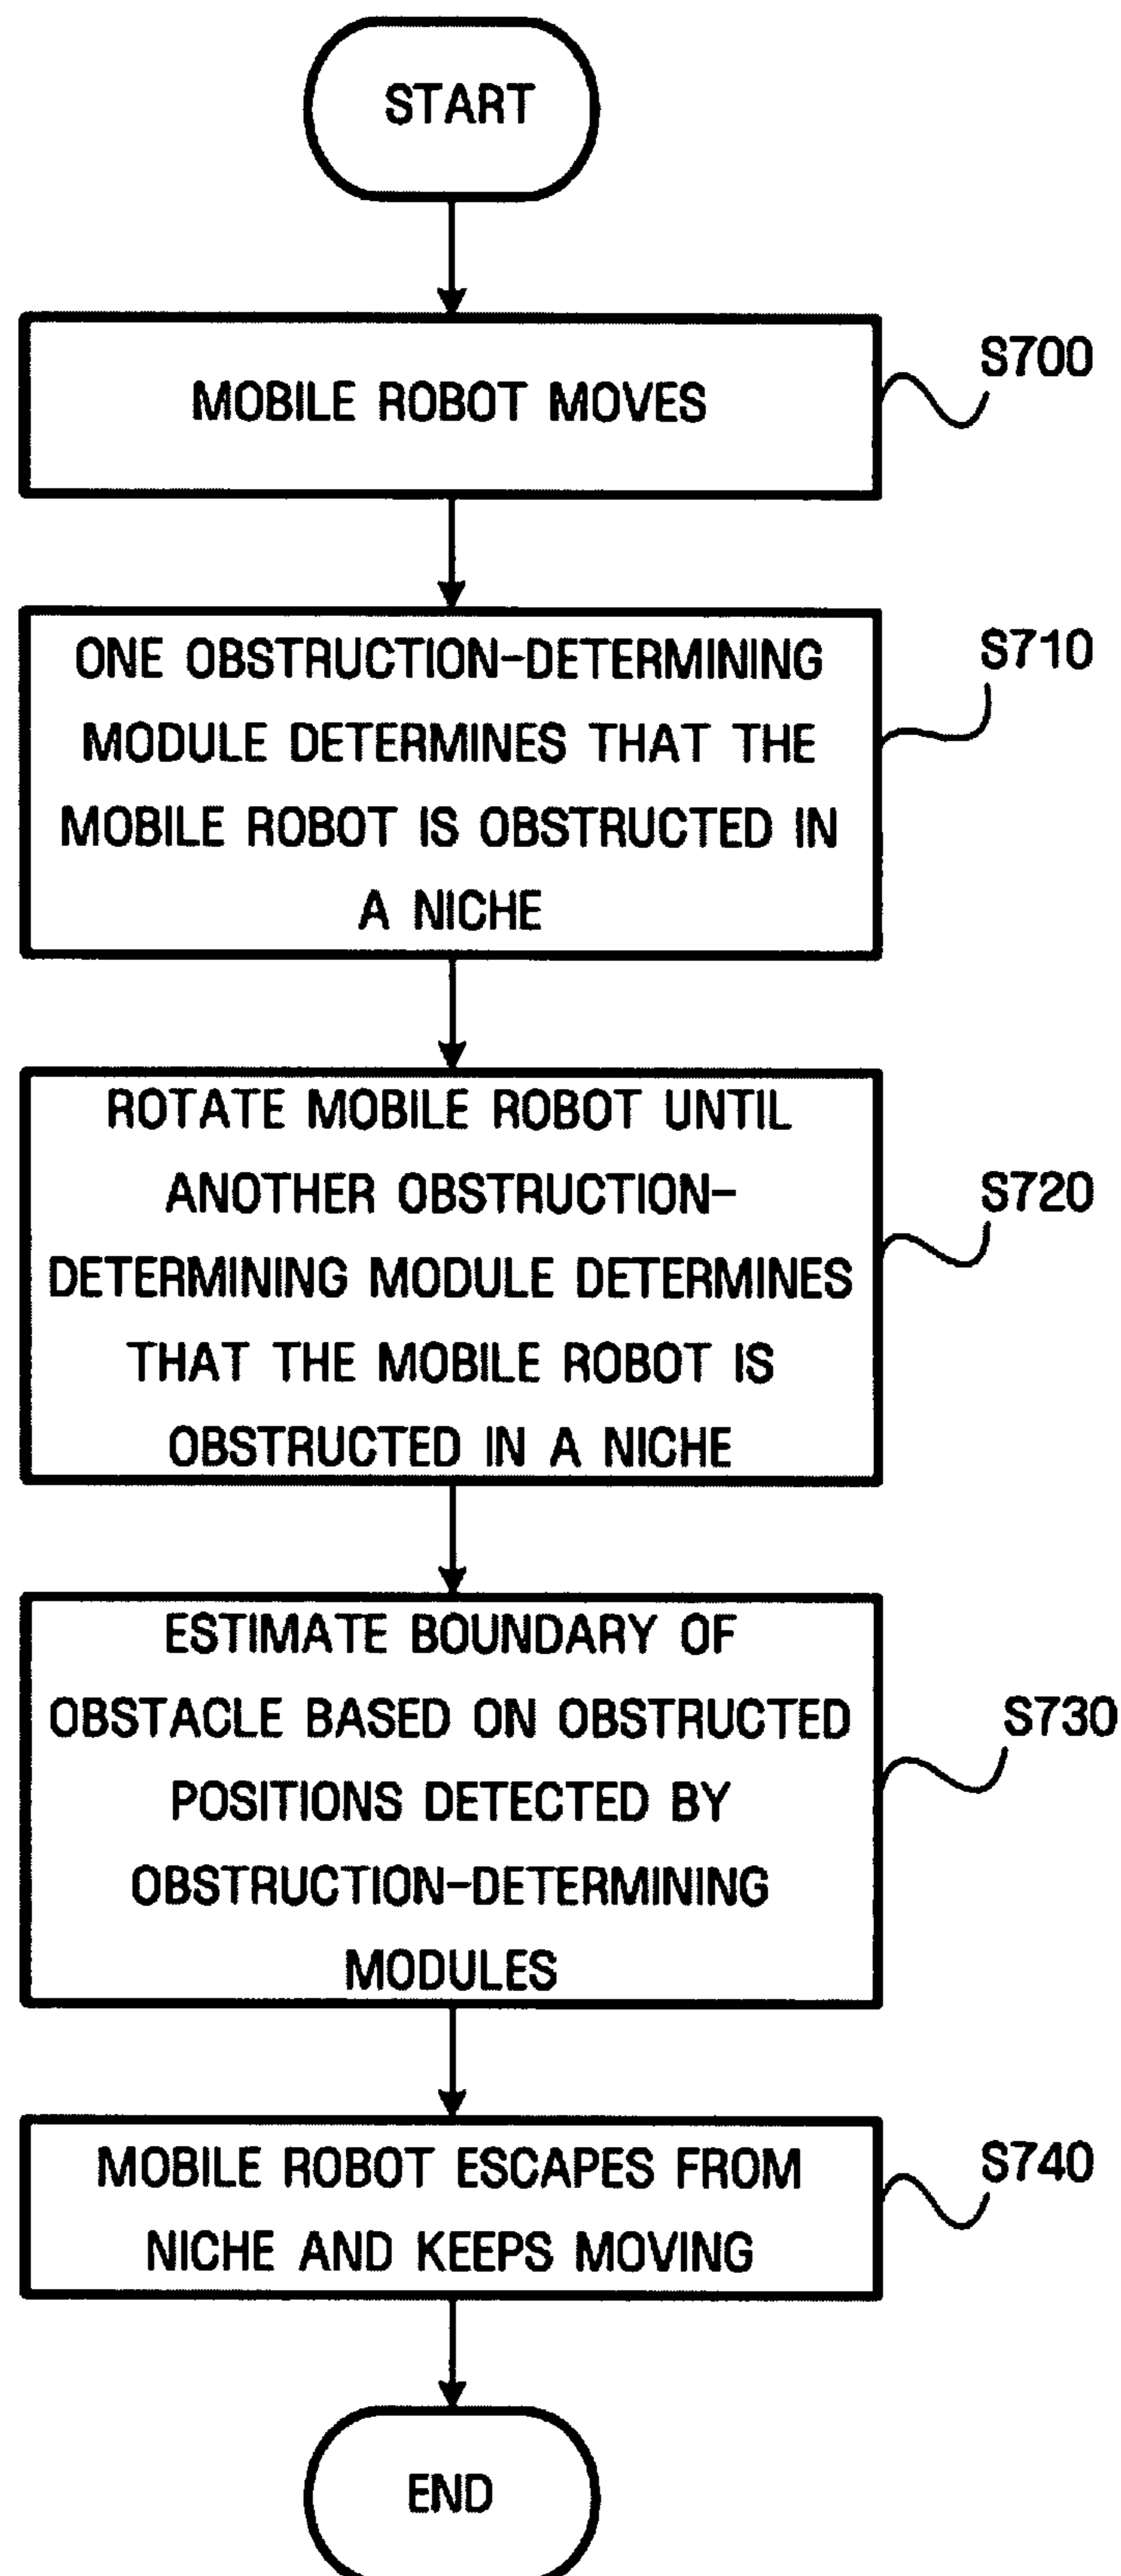 START
MOBILE ROBOT MOVES
S700
ONE OBSTRUCTION-DETERMINING
MODULE DETERMINES THAT THE
MOBILE ROBOT IS OBSTRUCTED IN
A NICHE
S710
ROTATE MOBILE ROBOT UNTIL
ANOTHER OBSTRUCTION-
DETERMINING MODULE DETERMINES
THAT THE MOBILE ROBOT IS
OBSTRUCTED IN A NICHE
S720
ESTIMATE BOUNDARY OF
OBSTACLE BASED ON OBSTRUCTED
POSITIONS DETECTED BY
OBSTRUCTION-DETERMINING
MODULES
S730
MOBILE ROBOT ESCAPES FROM
NICHE AND KEEPS MOVING
S740
END